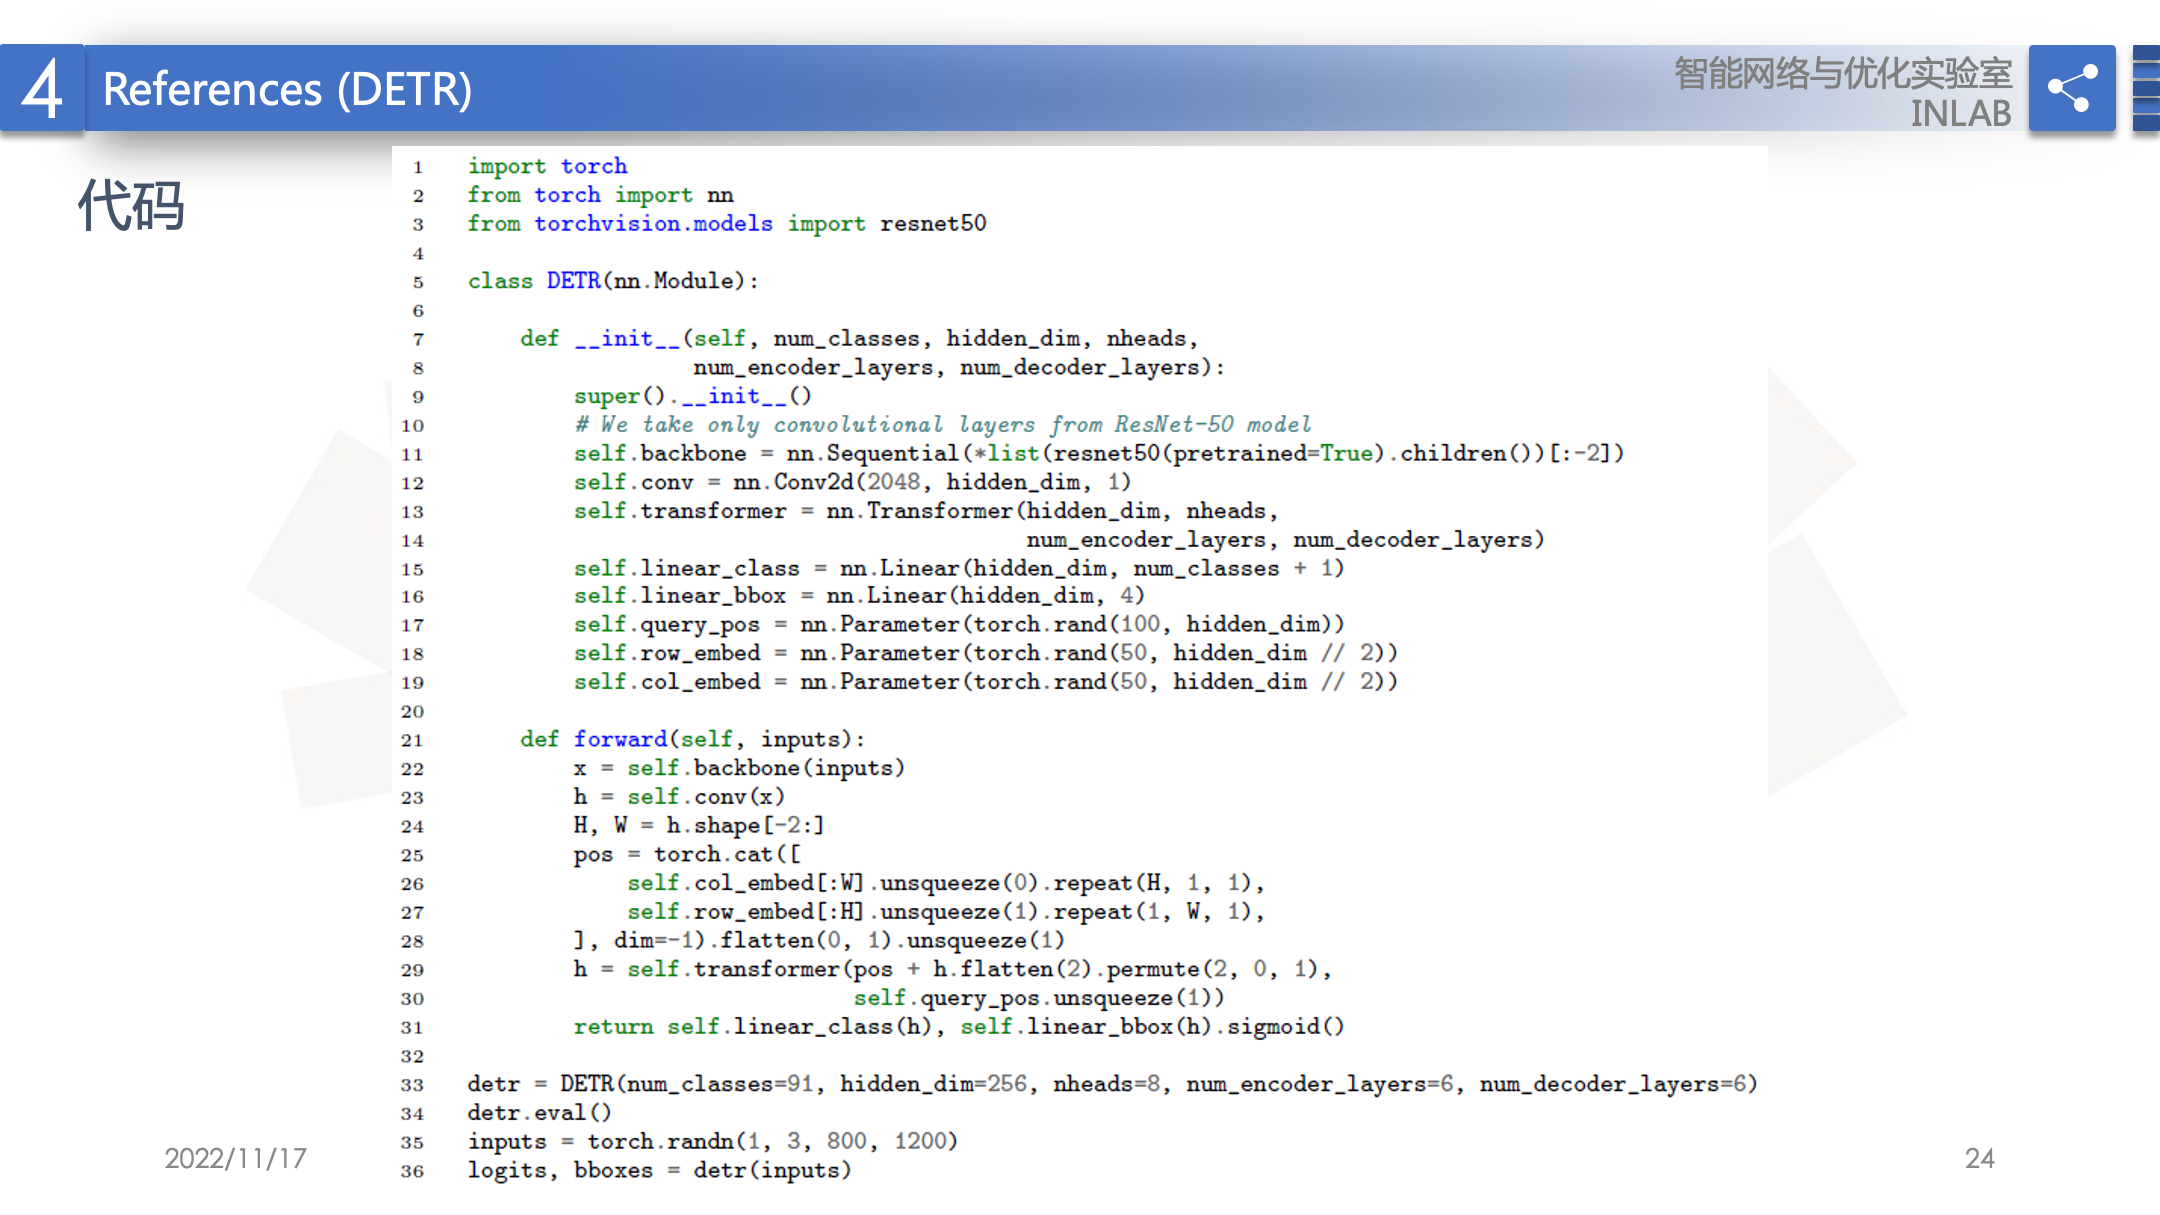 4
References (DETR)
智能网络与优化实验室
INLAB
代码
1 import torch
2 from torch import nn
3 from torchvision.models import resnet50
4
5 class DETR(nn.Module):
6
7     def __init__(self, num_classes, hidden_dim, nheads,
8                  num_encoder_layers, num_decoder_layers):
9         super().__init__()
10         # We take only convolutional layers from ResNet-50 model
11         self.backbone = nn.Sequential(*list(resnet50(pretrained=True).children())[:-2])
12         self.conv = nn.Conv2d(2048, hidden_dim, 1)
13         self.transformer = nn.Transformer(hidden_dim, nheads,
14                                           num_encoder_layers, num_decoder_layers)
15         self.linear_class = nn.Linear(hidden_dim, num_classes + 1)
16         self.linear_bbox = nn.Linear(hidden_dim, 4)
17         self.query_pos = nn.Parameter(torch.rand(100, hidden_dim))
18         self.row_embed = nn.Parameter(torch.rand(50, hidden_dim // 2))
19         self.col_embed = nn.Parameter(torch.rand(50, hidden_dim // 2))
20
21     def forward(self, inputs):
22         x = self.backbone(inputs)
23         h = self.conv(x)
24         H, W = h.shape[-2:]
25         pos = torch.cat([
26             self.col_embed[:W].unsqueeze(0).repeat(H, 1, 1),
27             self.row_embed[:H].unsqueeze(1).repeat(1, W, 1),
28         ], dim=-1).flatten(0, 1).unsqueeze(1)
29         h = self.transformer(pos + h.flatten(2).permute(2, 0, 1),
30                              self.query_pos.unsqueeze(1))
31         return self.linear_class(h), self.linear_bbox(h).sigmoid()
32
33 detr = DETR(num_classes=91, hidden_dim=256, nheads=8, num_encoder_layers=6, num_decoder_layers=6)
34 detr.eval()
35 inputs = torch.randn(1, 3, 800, 1200)
36 logits, bboxes = detr(inputs)
2022/11/17
24